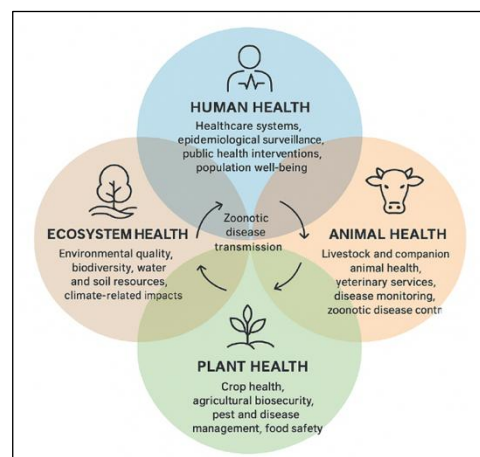 HUMAN HEALTH
Healthcare systems,
epidemiological surveillance,
public health interventions,
population well-being
ECOSYSTEM HEALTH
Environmental quality,
biodiversity, water
and soil resources,
climate-related impacts
Zoonotic
disease
transmission
ANIMAL HEALTH
Livestock and companion
animal health,
yeterinary services,
disease monitoring,
zoonotic disease contr
PLANT HEALTH
Crop health,
agricultural biosecurity,
pest and disease
management, food safety